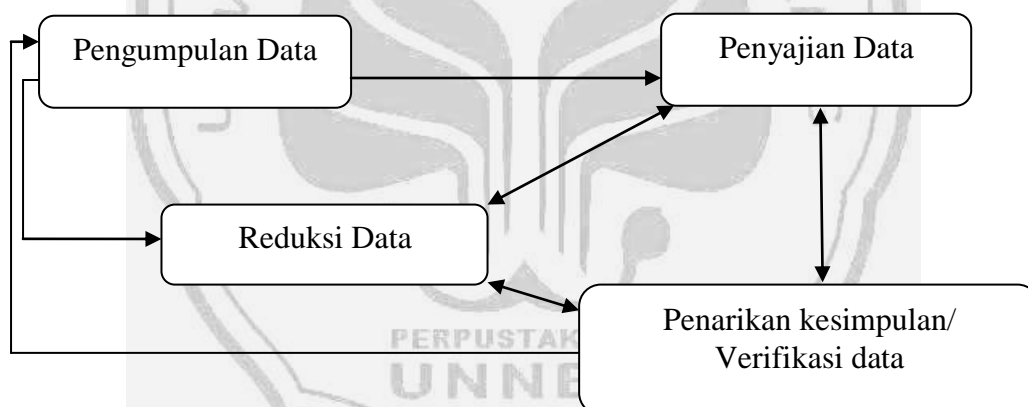 Pengumpulan Data
Penyajian Data
Reduksi Data
Penarikan kesimpulan/
Verifikasi data
PERPUSTAK
UNNE